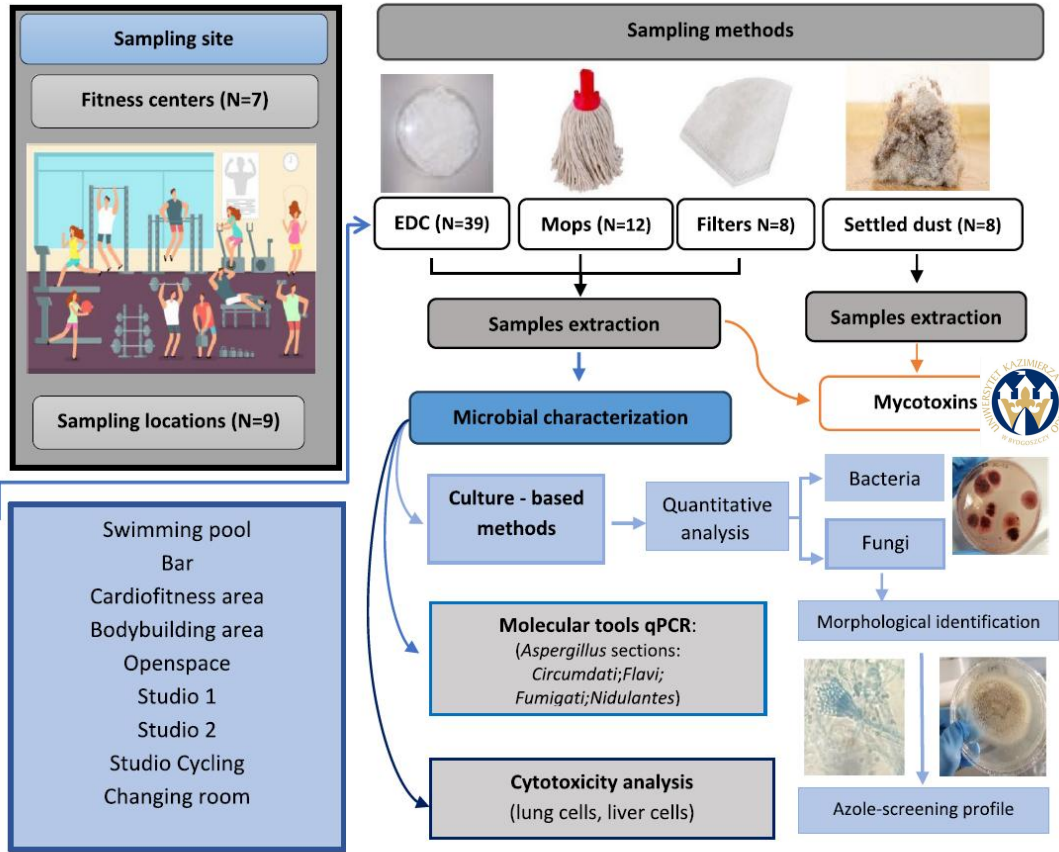 Sampling site
Fitness centers (N=7)
Sampling locations (N=9)
Swimming pool
Bar
Cardiofitness area
Bodybuilding area
Openspace
Studio 1
Studio 2
Studio Cycling
Changing room
Sampling methods
EDC (N=39)
Mops (N=12)
Filters N=8)
Settled dust (N=8)
Samples extraction
Samples extraction
Mycotoxins
UNIWERSYTET KAZIMIERZA
W BYDGOSZCZY
Microbial characterization
Culture - based
methods
Quantitative
analysis
Bacteria
Fungi
Morphological identification
Azole-screening profile
Molecular tools qPCR:
(Aspergillus sections:
Circumdati;Flavi;
Fumigati;Nidulantes)
Cytotoxicity analysis
(lung cells, liver cells)